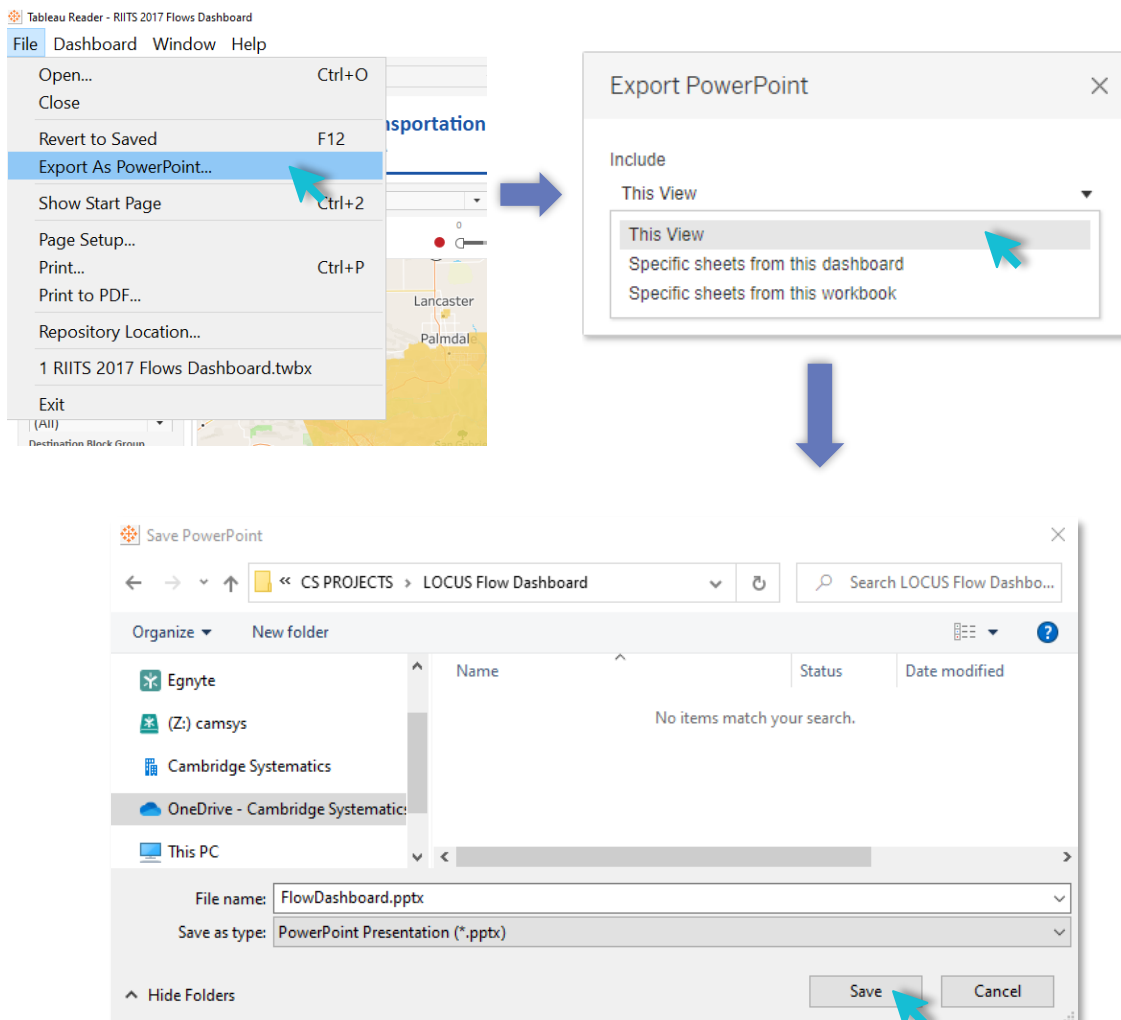 Tableau Reader - RIITS 2017 Flows Dashboard
File Dashboard Window Help
Open... Ctrl+O
Close
Revert to Saved F12
Export As PowerPoint...
Show Start Page Ctrl+2
Page Setup...
Print... Ctrl+P
Print to PDF...
Repository Location...
1 RIITS 2017 Flows Dashboard.twbx
Exit
nsportation
0
Lancaster
Palmdale
(All)
Destination Block Group
Export PowerPoint
Include
This View
This View
Specific sheets from this dashboard
Specific sheets from this workbook
Save PowerPoint
« CS PROJECTS > LOCUS Flow Dashboard
Search LOCUS Flow Dashbo...
Organize New folder
Name Status Date modified
No items match your search.
Egnyte
(Z:) camsys
Cambridge Systematics
OneDrive - Cambridge Systematics
This PC
File name: FlowDashboard.pptx
Save as type: PowerPoint Presentation (*.pptx)
Hide Folders
Save Cancel